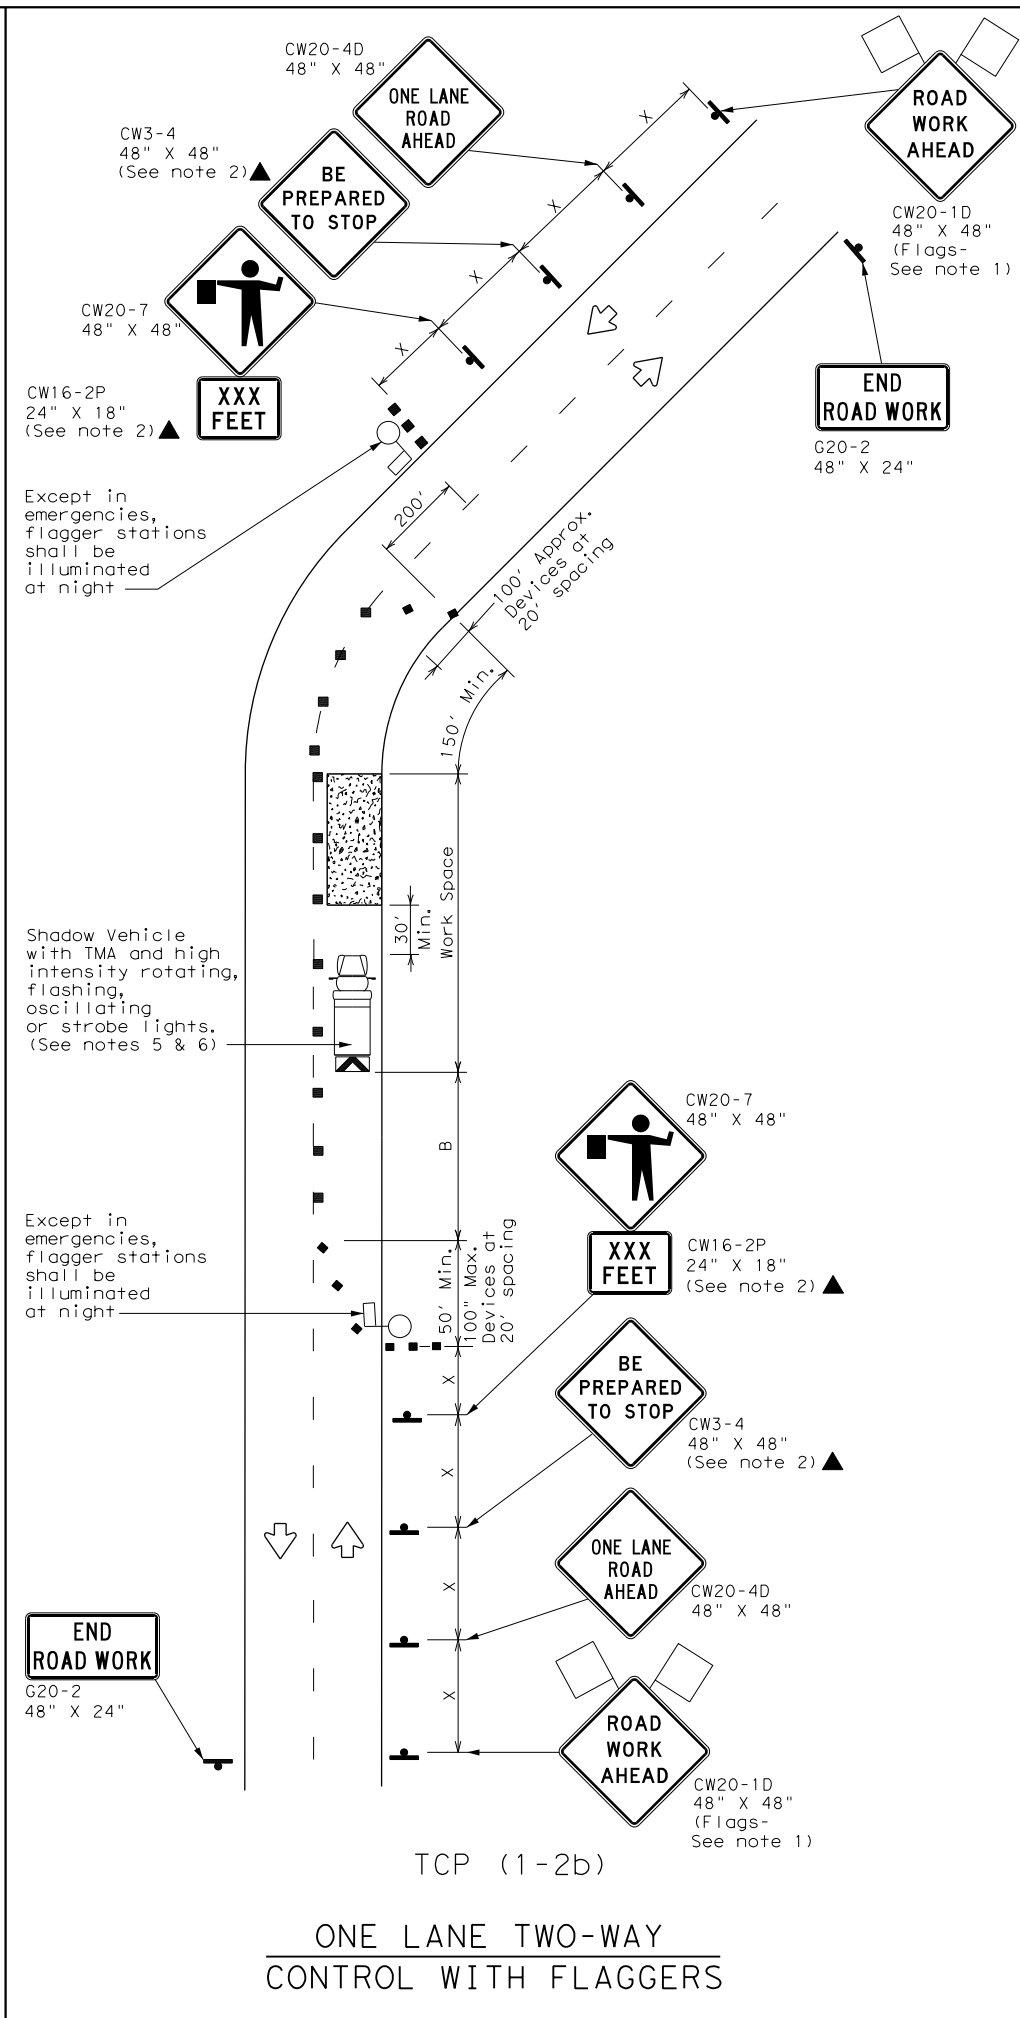 CW20-4D
48" X 48"
ONE LANE
ROAD
AHEAD
X
ROAD
WORK
AHEAD
CW3-4
48" X 48"
(See note 2)
BE
PREPARED
TO STOP
X
CW20-1D
48" X 48"
(Flags-
See note 1)
X
CW20-7
48" X 48"
X
CW16-2P
24" X 18"
(See note 2)
XXX
FEET
END
ROAD WORK
G20-2
48" X 24"
Except in
emergencies,
flagger stations
shall be
illuminated
at night
200'
100' Approx.
Devices at
20' spacing
150' Min.
Work Space
30'
Min.
Shadow Vehicle
with TMA and high
intensity rotating,
flashing,
oscillating
or strobe lights.
(See notes 5 & 6)
CW20-7
48" X 48"
B
Except in
emergencies,
flagger stations
shall be
illuminated
at night
50' Min.
100" Max.
Devices at
20' spacing
XXX
FEET
CW16-2P
24" X 18"
(See note 2)
X
BE
PREPARED
TO STOP
CW3-4
48" X 48"
(See note 2)
X
ONE LANE
ROAD
AHEAD
CW20-4D
48" X 48"
X
END
ROAD WORK
G20-2
48" X 24"
X
ROAD
WORK
AHEAD
CW20-1D
48" X 48"
(Flags-
See note 1)
TCP (1-2b)
ONE LANE TWO-WAY
CONTROL WITH FLAGGERS